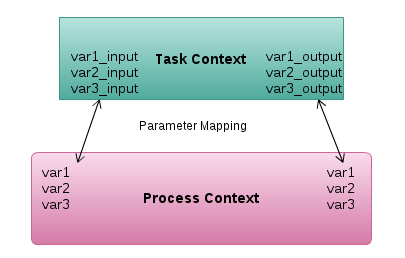 var1_input
var2_input
var3_input
Task Context
var1_output
var2_output
var3_output
Parameter Mapping
var1
var2
var3
Process Context
var1
var2
var3